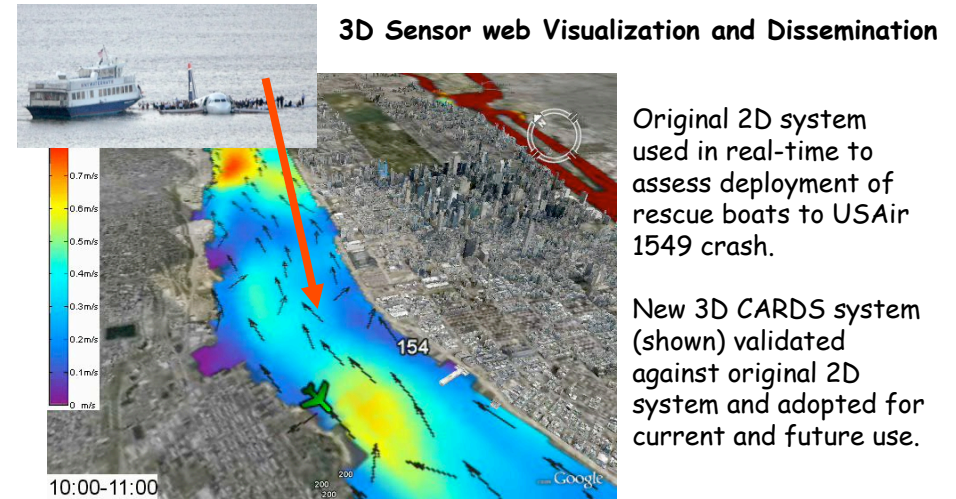 3D Sensor web Visualization and Dissemination
Original 2D system
used in real-time to
assess deployment of
rescue boats to USAir
1549 crash.
New 3D CARDS system
(shown) validated
against original 2D
system and adopted for
current and future use.
0.7m/s
0.6m/s
0.5m/s
0.4m/s
0.3m/s
0.2m/s
0.1m/s
0 m/s
N
154
200
200
200
Google
10:00-11:00